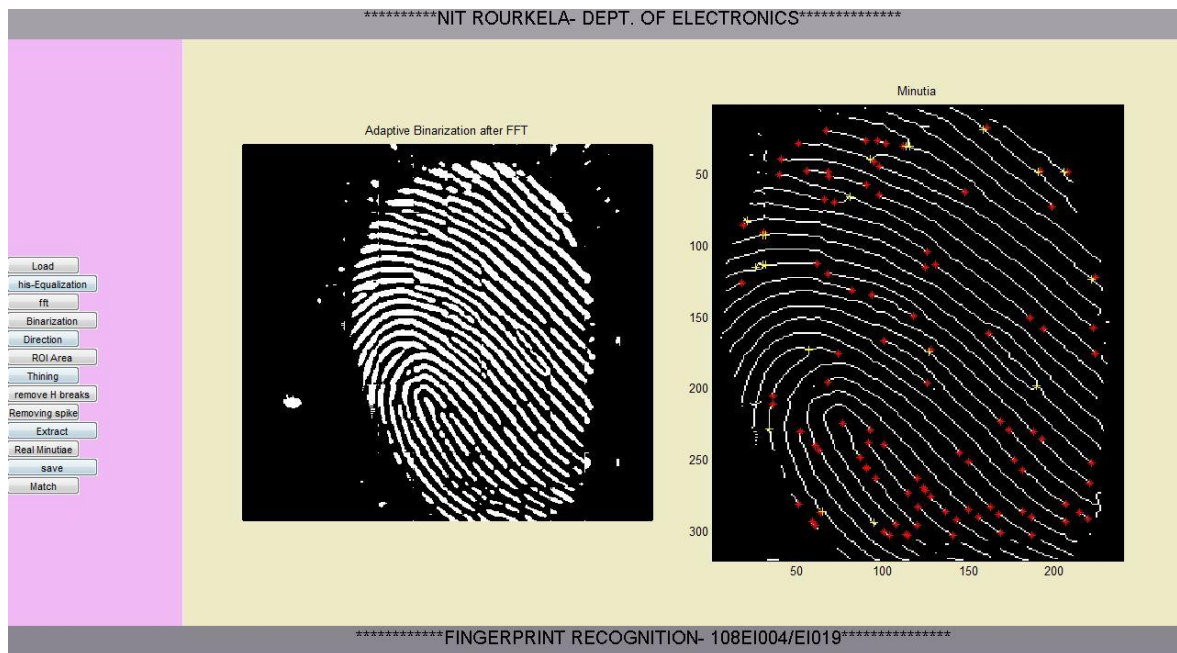 **********NIT ROURKELA- DEPT. OF ELECTRONICS*************
Load
his-Equalization
fft
Binarization
Direction
ROI Area
Thining
remove H breaks
Removing spike
Extract
Real Minutiae
save
Match
Adaptive Binarization after FFT
Minutia
50
100
150
200
250
300
50 100 150 200
***********FINGERPRINT RECOGNITION- 108EI004/EI019**************